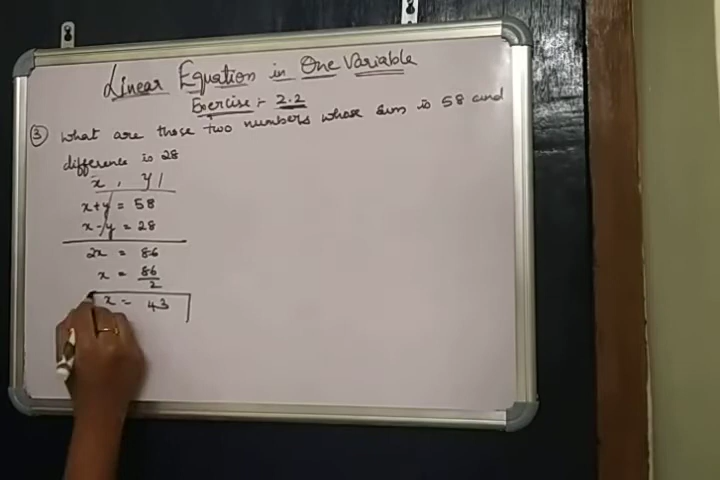 Linear Equation in One Variable
Exercise :- 2.2
③ What are those two numbers whose sum is 58 and
difference is 28
x , y
x+y = 58
x-y = 28
2x = 86
x = 86/2
x = 43